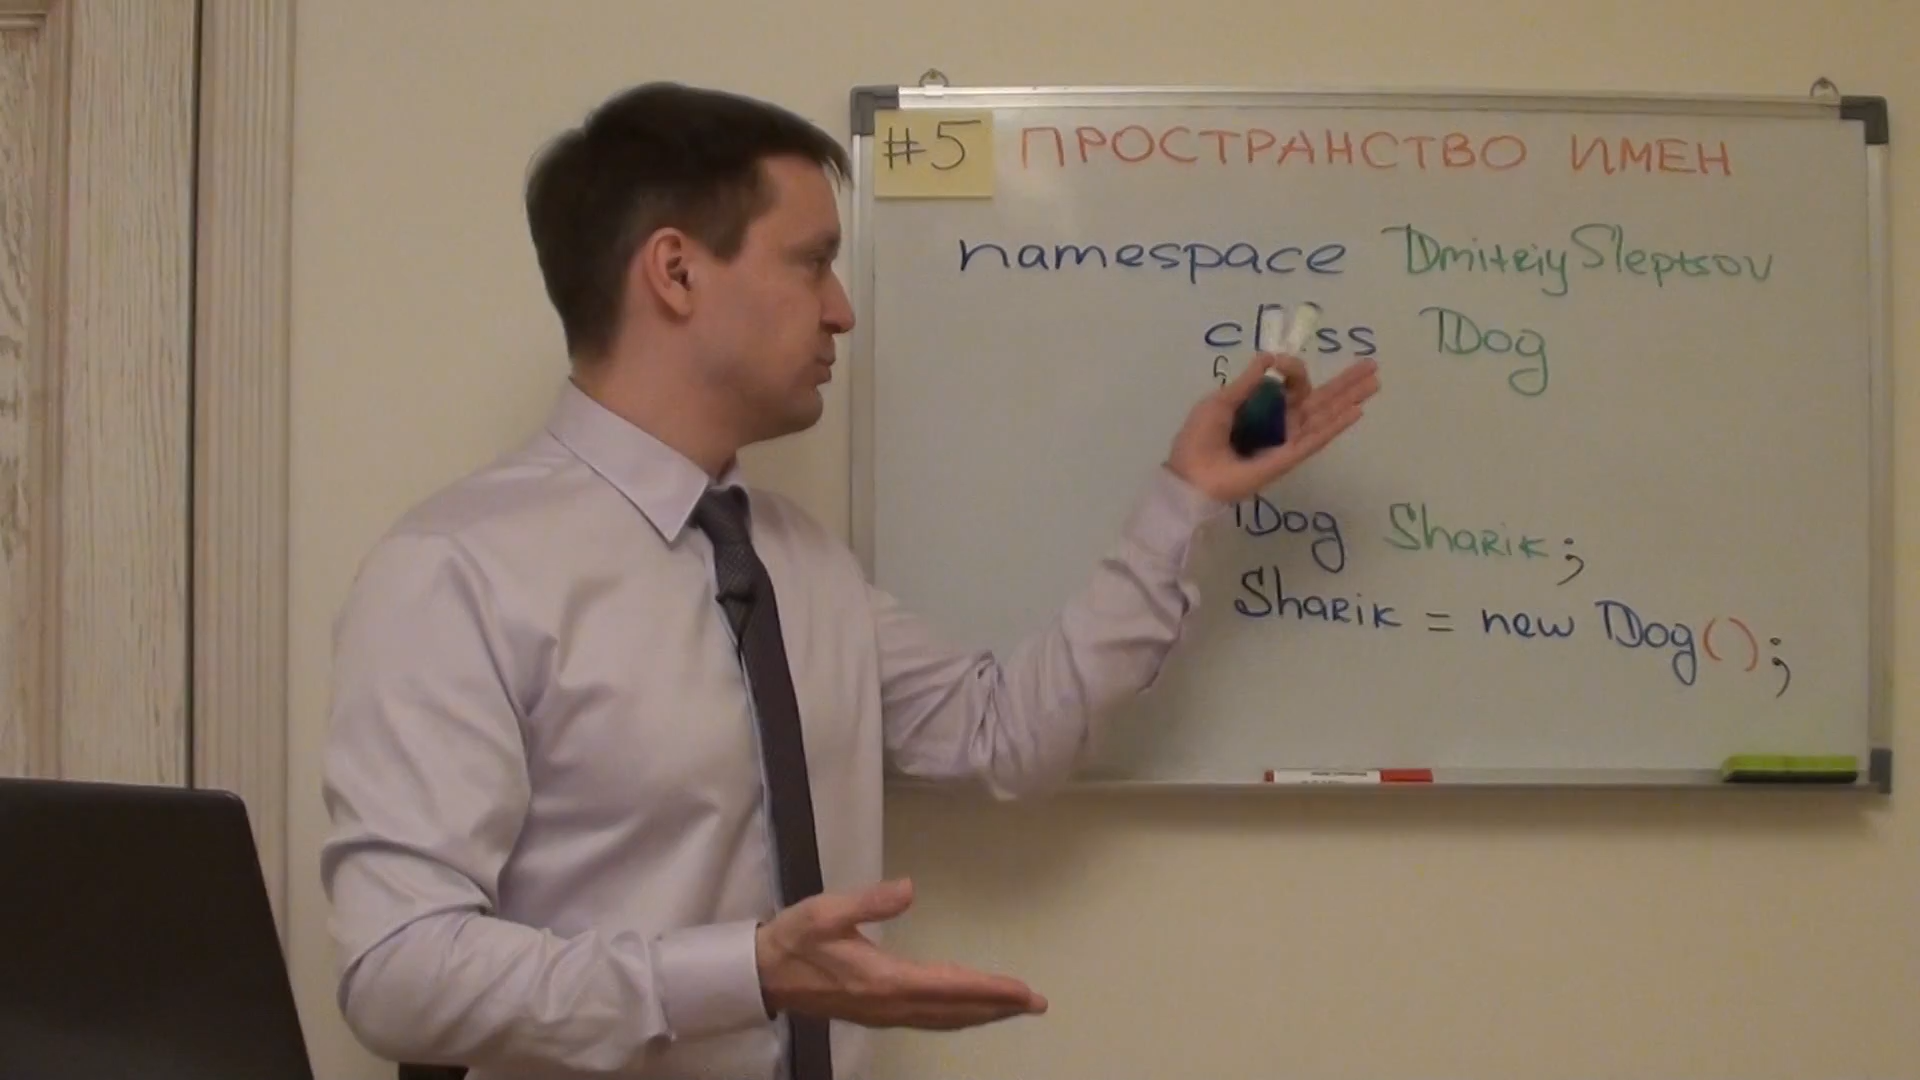 #5 ПРОСТРАНСТВО ИМЕН
namespace DmitriySleptsov
class Dog
{
Dog Sharik;
Sharik = new Dog();